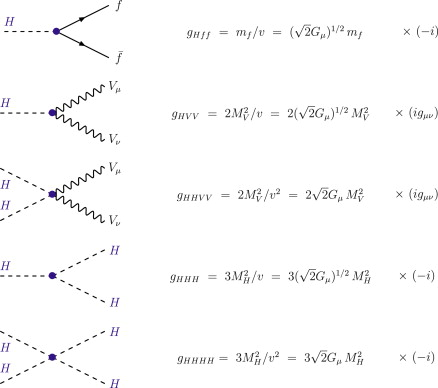 H f g_{Hff} = m_f/v = (√2G_μ)^{1/2} m_f × (−i)
f̄
H V_μ g_{HVV} = 2M_V^2/v = 2(√2G_μ)^{1/2} M_V^2 × (ig_{μν})
V_ν
H V_μ
H g_{HHVV} = 2M_V^2/v^2 = 2√2G_μ M_V^2 × (ig_{μν})
V_ν
H H g_{HHH} = 3M_H^2/v = 3(√2G_μ)^{1/2} M_H^2 × (−i)
H
H H
H g_{HHHH} = 3M_H^2/v^2 = 3√2G_μ M_H^2 × (−i)
H